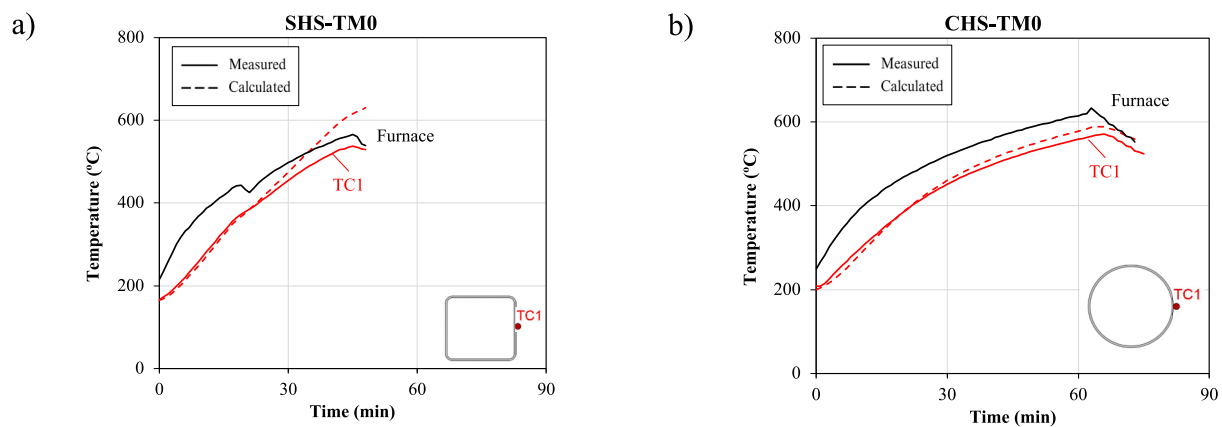 a)
SHS-TM0
800
600
400
200
0
Temperature (ºC)
Measured
Calculated
Furnace
TC1
TC1
0
30
60
90
Time (min)
b)
CHS-TM0
800
600
400
200
0
Temperature (ºC)
Measured
Calculated
Furnace
TC1
TC1
0
30
60
90
Time (min)